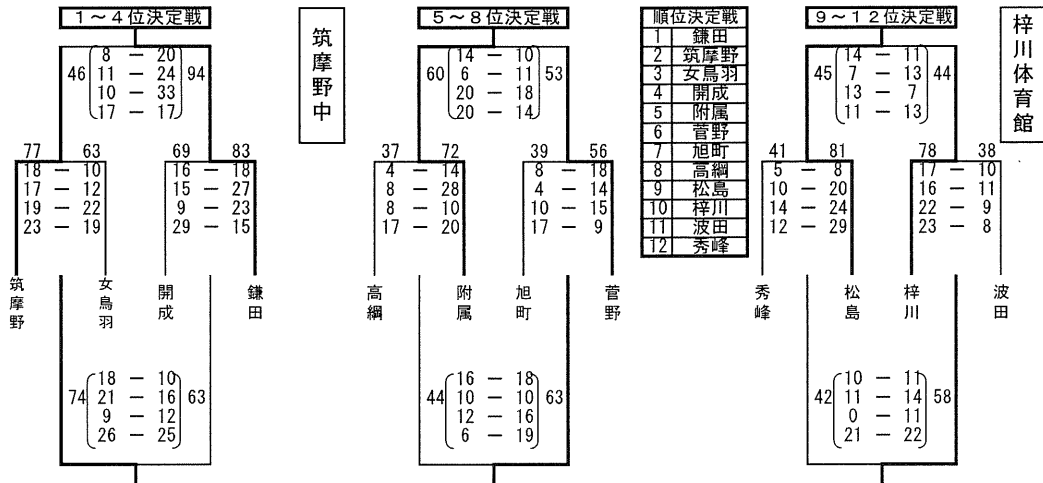 1～4位決定戦
46 8 － 20 94
11 － 24
10 － 33
17 － 17
77 63
18 － 10
17 － 12
19 － 22
23 － 19
69 83
16 － 18
15 － 27
9 － 23
29 － 15
筑摩野
女鳥羽
開成
鎌田
74 18 － 10 63
21 － 16
9 － 12
26 － 25
筑摩野中
5～8位決定戦
60 14 － 10 53
6 － 11
20 － 18
20 － 14
37 72
4 － 14
8 － 28
8 － 10
17 － 20
39 56
8 － 18
4 － 14
10 － 15
17 － 9
高綱
附属
旭町
菅野
44 16 － 18 63
10 － 10
12 － 16
6 － 19
順位決定戦
1 鎌田
2 筑摩野
3 女鳥羽
4 開成
5 附属
6 菅野
7 旭町
8 高綱
9 松島
10 梓川
11 波田
12 秀峰
9～12位決定戦
45 14 － 11 44
7 － 13
13 － 7
11 － 13
41 81
5 － 8
10 － 20
14 － 24
12 － 29
78 38
17 － 10
16 － 11
22 － 9
23 － 8
秀峰
松島
梓川
波田
42 10 － 11 58
11 － 14
0 － 11
21 － 22
梓川体育館